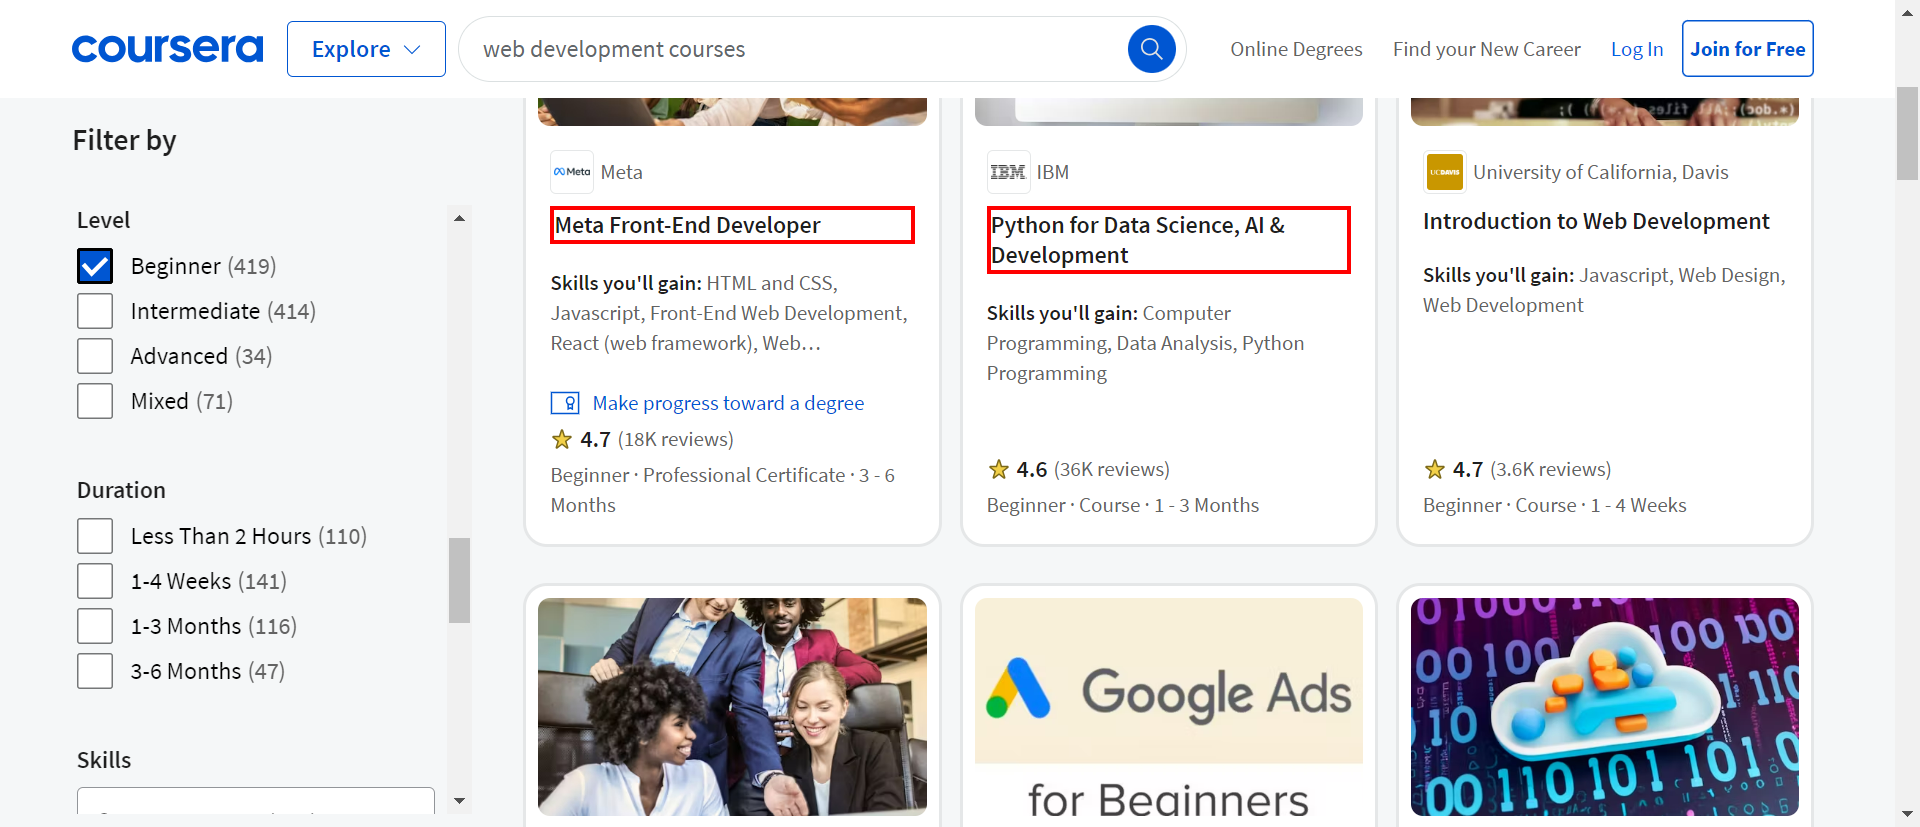 coursera
Explore
web development courses
Online Degrees
Find your New Career
Log In
Join for Free
Filter by
Level
Beginner (419)
Intermediate (414)
Advanced (34)
Mixed (71)
Duration
Less Than 2 Hours (110)
1-4 Weeks (141)
1-3 Months (116)
3-6 Months (47)
Skills
Meta
Meta
Meta Front-End Developer
Skills you'll gain: HTML and CSS,
Javascript, Front-End Web Development,
React (web framework), Web…
Make progress toward a degree
4.7 (18K reviews)
Beginner · Professional Certificate · 3 - 6
Months
IBM
IBM
Python for Data Science, AI &
Development
Skills you'll gain: Computer
Programming, Data Analysis, Python
Programming
4.6 (36K reviews)
Beginner · Course · 1 - 3 Months
UCDAVIS
University of California, Davis
Introduction to Web Development
Skills you'll gain: Javascript, Web Design,
Web Development
4.7 (3.6K reviews)
Beginner · Course · 1 - 4 Weeks
Google Ads
for Beginners